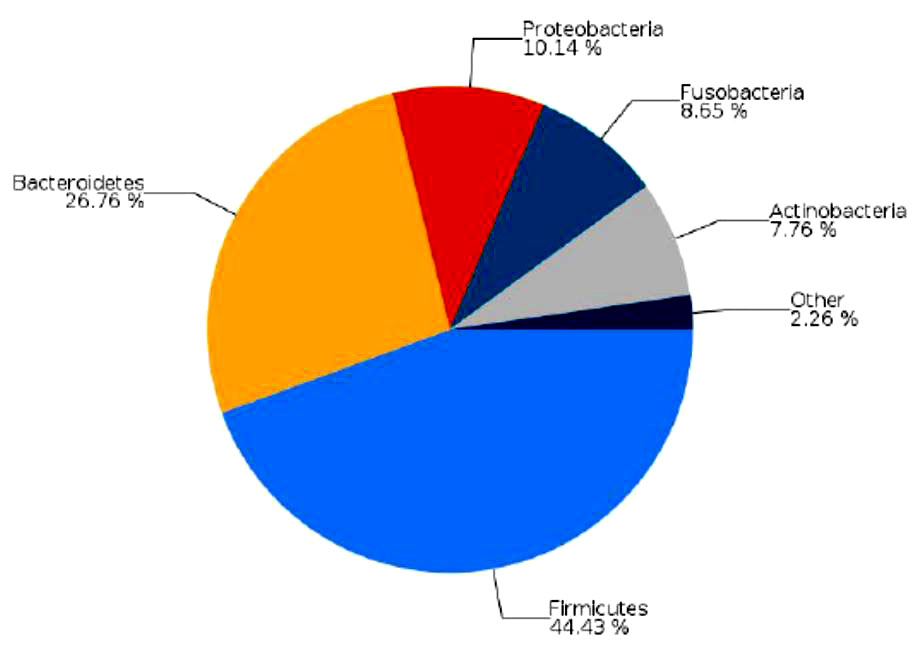 Proteobacteria
10.14 %
Fusobacteria
8.65 %
Bacteroidetes
26.76 %
Actinobacteria
7.76 %
Other
2.26 %
Firmicutes
44.43 %